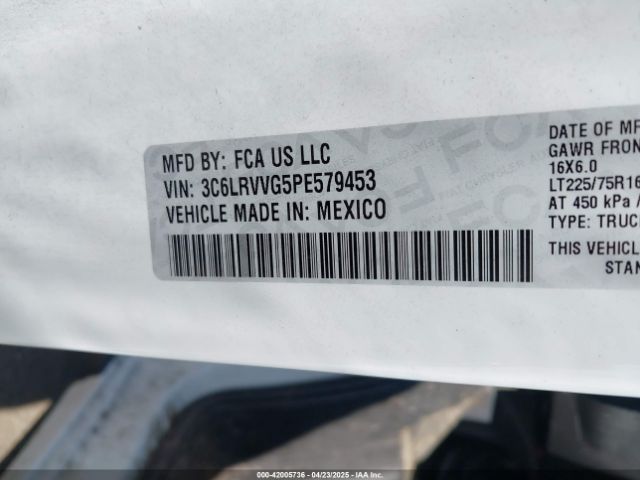 MFD BY: FCA US LLC
VIN: 3C6LRVVG5PE579453
VEHICLE MADE IN: MEXICO
DATE OF MF
GAWR FRON
16X6.0
LT225/75R16
AT 450 kPa /
TYPE: TRUC
THIS VEHICL
STAN
000-42005736 - 04/23/2025 - IAA Inc.